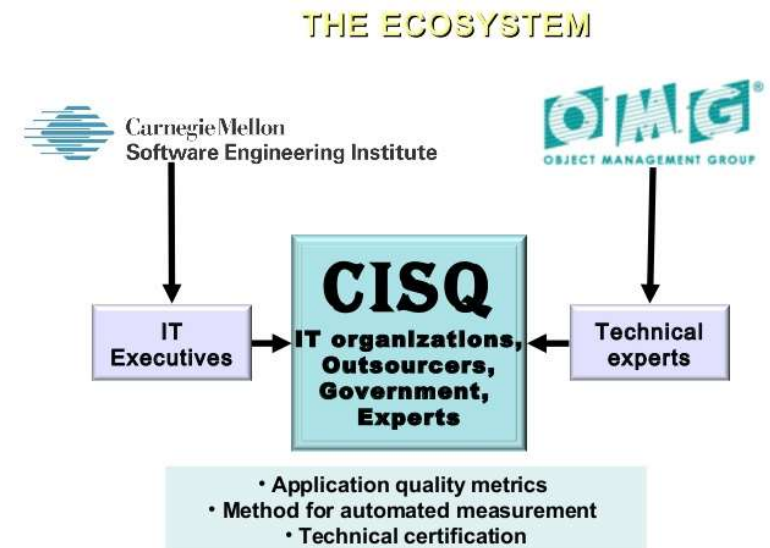 THE ECOSYSTEM
Carnegie Mellon
Software Engineering Institute
OMG®
OBJECT MANAGEMENT GROUP
CISQ
IT organizations,
Outsourcers,
Government,
Experts
IT
Executives
Technical
experts
• Application quality metrics
• Method for automated measurement
• Technical certification